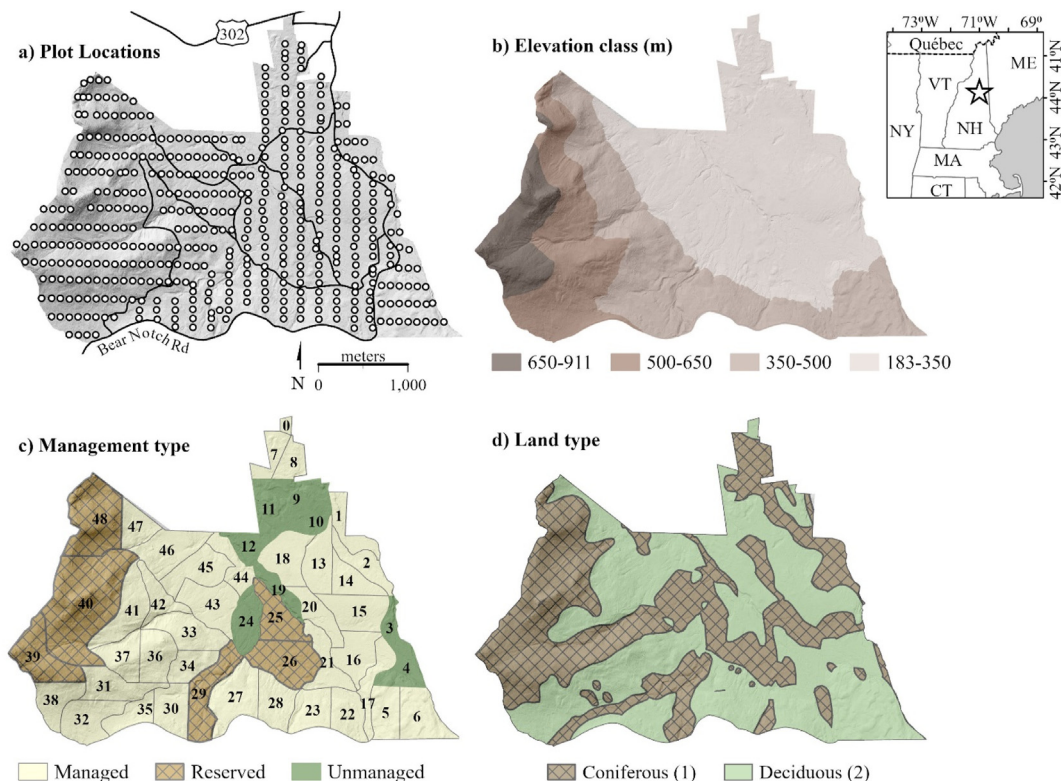 302
a) Plot Locations
Bear Notch Rd
N
meters
0 1,000
b) Elevation class (m)
650-911 500-650 350-500 183-350
73°W 71°W 69°
Québec
ME
VT
NH
NY
MA
CT
41°N
44°N
43°N
42°N
c) Management type
0
7
8
9
11
10
1
48
47
12
46
18
13
2
45
44
14
19
40
41
42
43
20
15
24
25
3
33
39
37
36
34
26
21
16
4
31
29
38
27
17
32
35
30
28
23
22
5
6
Managed Reserved Unmanaged
d) Land type
Coniferous (1) Deciduous (2)